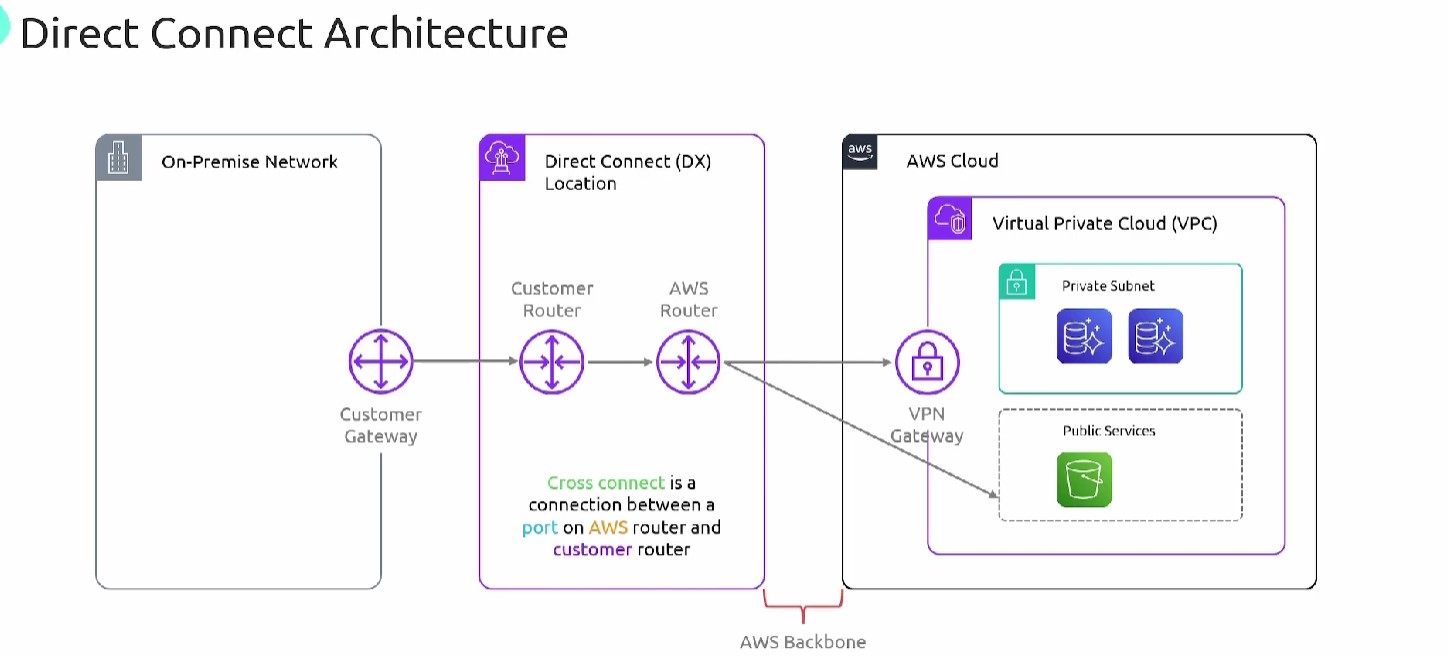 Direct Connect Architecture
On-Premise Network
Direct Connect (DX)
Location
aws
AWS Cloud
Virtual Private Cloud (VPC)
Private Subnet
Customer
Router
AWS
Router
Customer
Gateway
VPN
Gateway
Public Services
Cross connect is a
connection between a
port on AWS router and
customer router
AWS Backbone